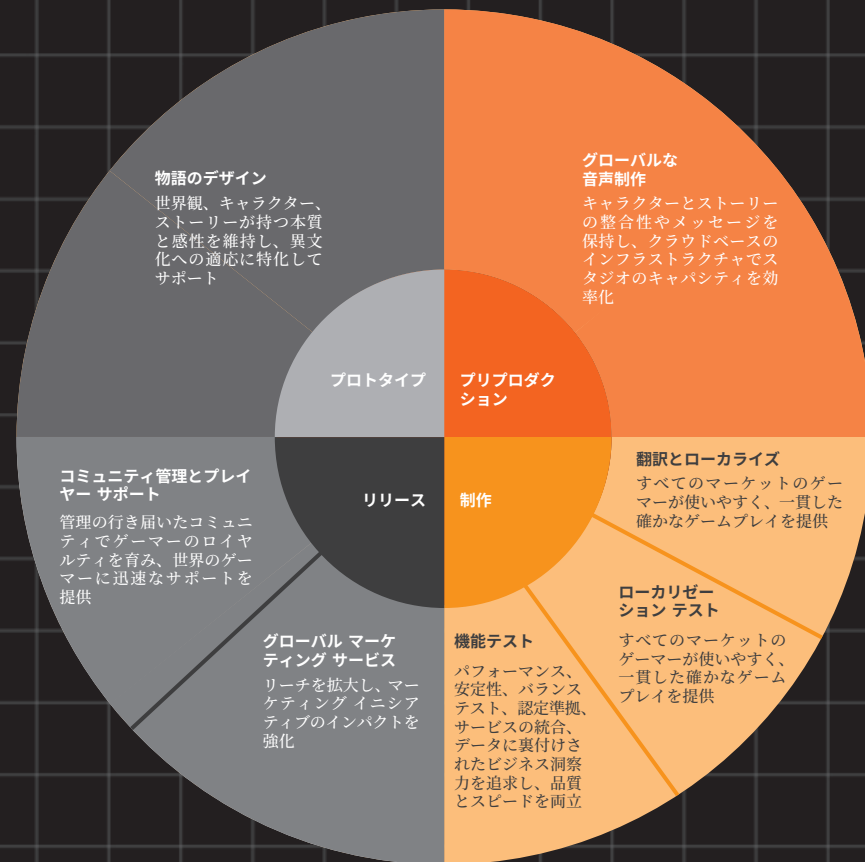 物語のデザイン
世界観、キャラクター、
ストーリーが持つ本質
と感性を維持し、異文
化への適応に特化して
サポート
グローバルな
音声制作
キャラクターとストーリー
の整合性やメッセージを
保持し、クラウドベースの
インフラストラクチャでス
タジオのキャパシティを効
率化
プロトタイプ
プリプロダク
ション
リリース
制作
コミュニティ管理とプレイ
ヤー サポート
管理の行き届いたコミュニ
ティでゲーマーのロイヤ
ルティを育み、世界のゲー
マーに迅速なサポートを
提供
グローバル マーケ
ティング サービス
リーチを拡大し、マー
ケティング イニシア
ティブのインパクトを
強化
機能テスト
パフォーマンス、
安定性、バランス
テスト、認定準拠、
サービスの統合、
データに裏付けさ
れたビジネス洞察
力を追求し、品質
とスピードを両立
ローカリゼー
ション テスト
すべてのマーケットの
ゲーマーが使いやすく、
一貫した確かなゲーム
プレイを提供
翻訳とローカライズ
すべてのマーケットのゲー
マーが使いやすく、一貫した
確かなゲームプレイを提供